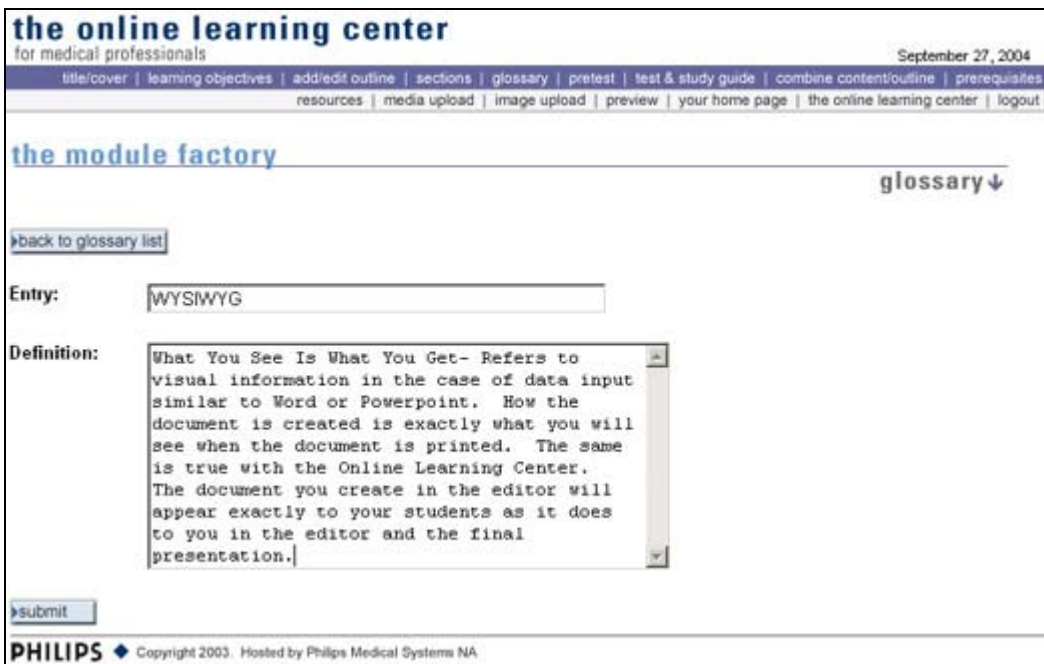 the online learning center
for medical professionals
September 27, 2004
title/cover | learning objectives | add/edit outline | sections | glossary | pretest | test & study guide | combine content/outline | prerequisites
resources | media upload | image upload | preview | your home page | the online learning center | logout
the module factory
glossary
back to glossary list
Entry: WYSIWYG
Definition: What You See Is What You Get- Refers to
visual information in the case of data input
similar to Word or Powerpoint. How the
document is created is exactly what you will
see when the document is printed. The same
is true with the Online Learning Center.
The document you create in the editor will
appear exactly to your students as it does
to you in the editor and the final
presentation.
submit
PHILIPS Copyright 2003. Hosted by Philips Medical Systems NA